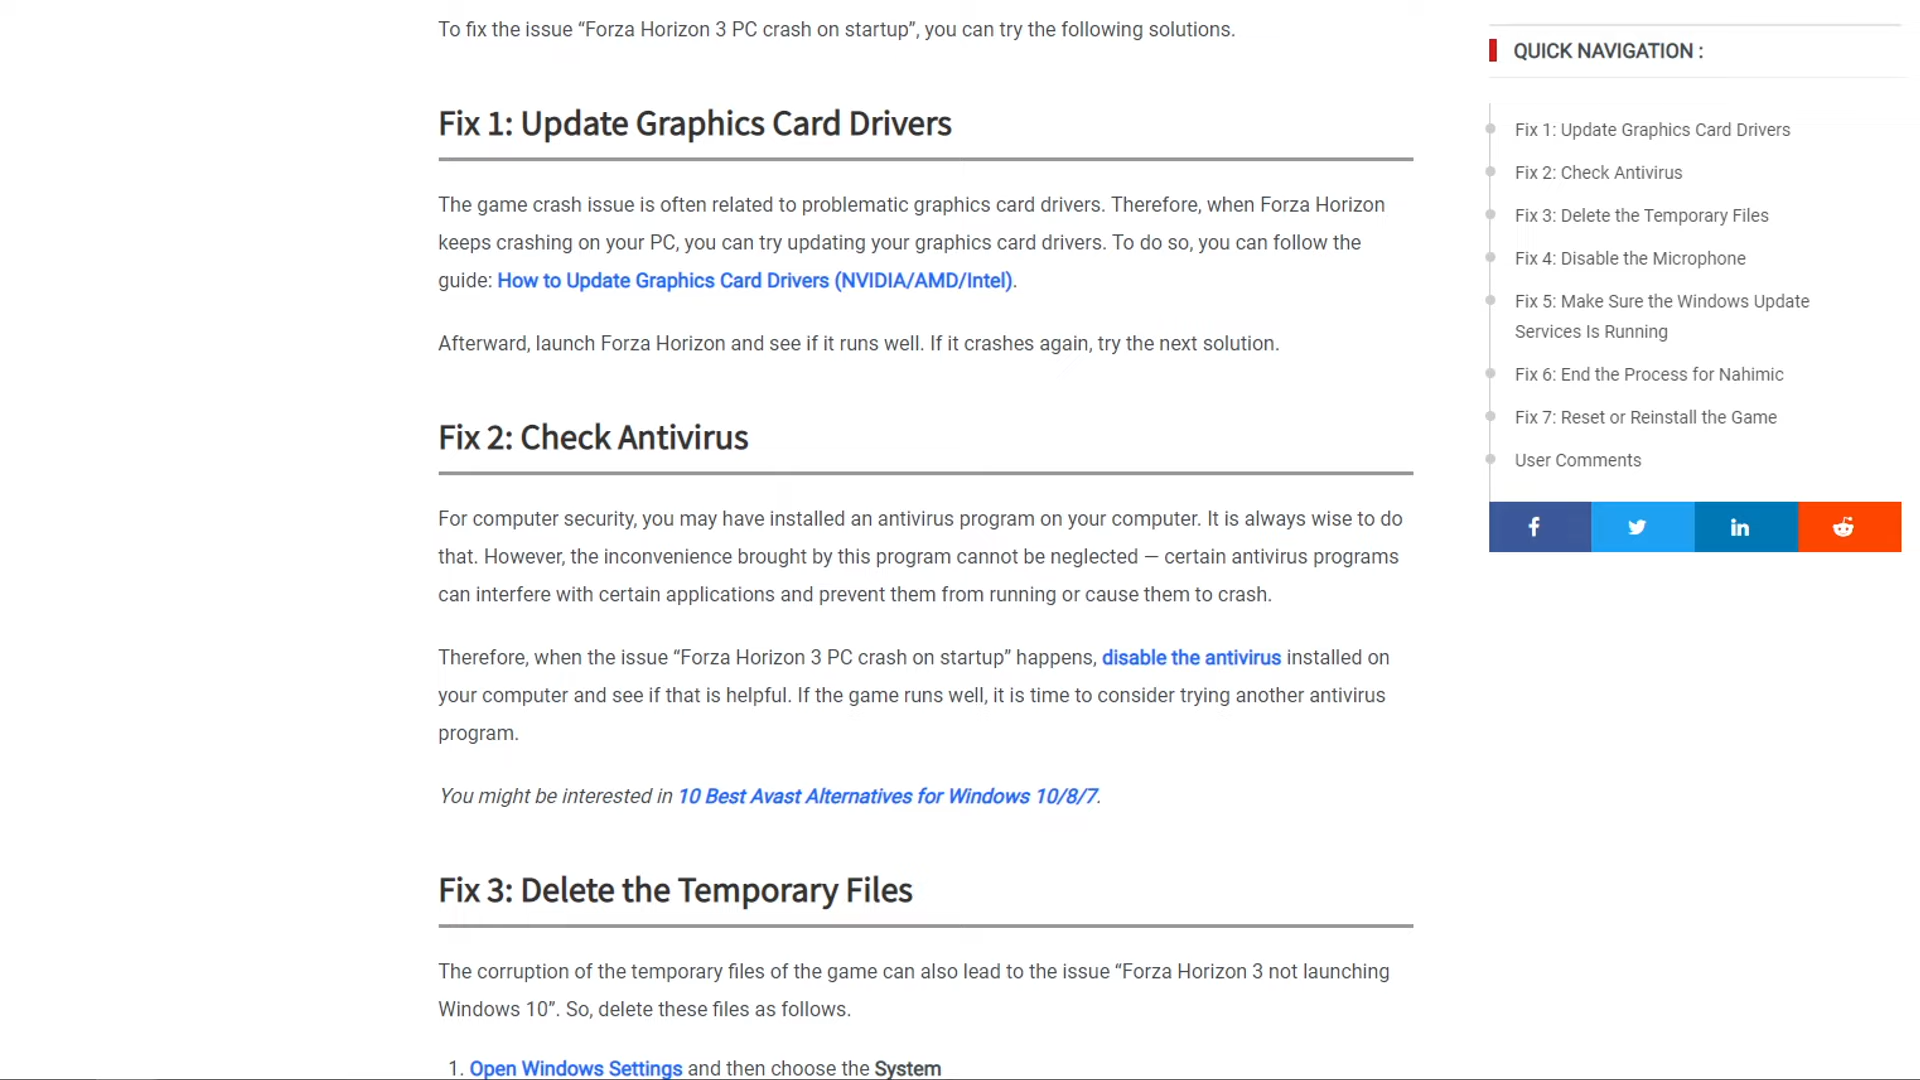 To fix the issue “Forza Horizon 3 PC crash on startup”, you can try the following solutions.
Fix 1: Update Graphics Card Drivers
The game crash issue is often related to problematic graphics card drivers. Therefore, when Forza Horizon
keeps crashing on your PC, you can try updating your graphics card drivers. To do so, you can follow the
guide: How to Update Graphics Card Drivers (NVIDIA/AMD/Intel).
Afterward, launch Forza Horizon and see if it runs well. If it crashes again, try the next solution.
Fix 2: Check Antivirus
For computer security, you may have installed an antivirus program on your computer. It is always wise to do
that. However, the inconvenience brought by this program cannot be neglected — certain antivirus programs
can interfere with certain applications and prevent them from running or cause them to crash.
Therefore, when the issue “Forza Horizon 3 PC crash on startup” happens, disable the antivirus installed on
your computer and see if that is helpful. If the game runs well, it is time to consider trying another antivirus
program.
You might be interested in 10 Best Avast Alternatives for Windows 10/8/7.
Fix 3: Delete the Temporary Files
The corruption of the temporary files of the game can also lead to the issue “Forza Horizon 3 not launching
Windows 10”. So, delete these files as follows.
1. Open Windows Settings and then choose the System
QUICK NAVIGATION :
Fix 1: Update Graphics Card Drivers
Fix 2: Check Antivirus
Fix 3: Delete the Temporary Files
Fix 4: Disable the Microphone
Fix 5: Make Sure the Windows Update
Services Is Running
Fix 6: End the Process for Nahimic
Fix 7: Reset or Reinstall the Game
User Comments